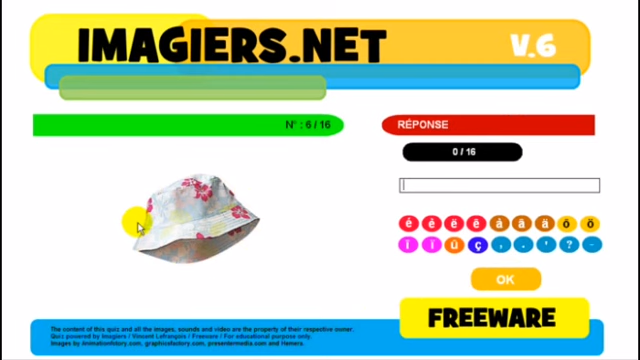 IMAGIERS.NET
V.6
N° : 6 / 16
RÉPONSE
0 / 16
é è ë ê à â ä ô ö
î ï û ç , . ' ? -
OK
FREEWARE
The content of this quiz and all the images, sounds and video are the property of their respective owner.
Quiz powered by Imagiers / Vincent Lefrançois / Freeware / For educational purpose only.
Images by Animationfstory.com, graphicsfactory.com, presentermedia.com and Hemera.